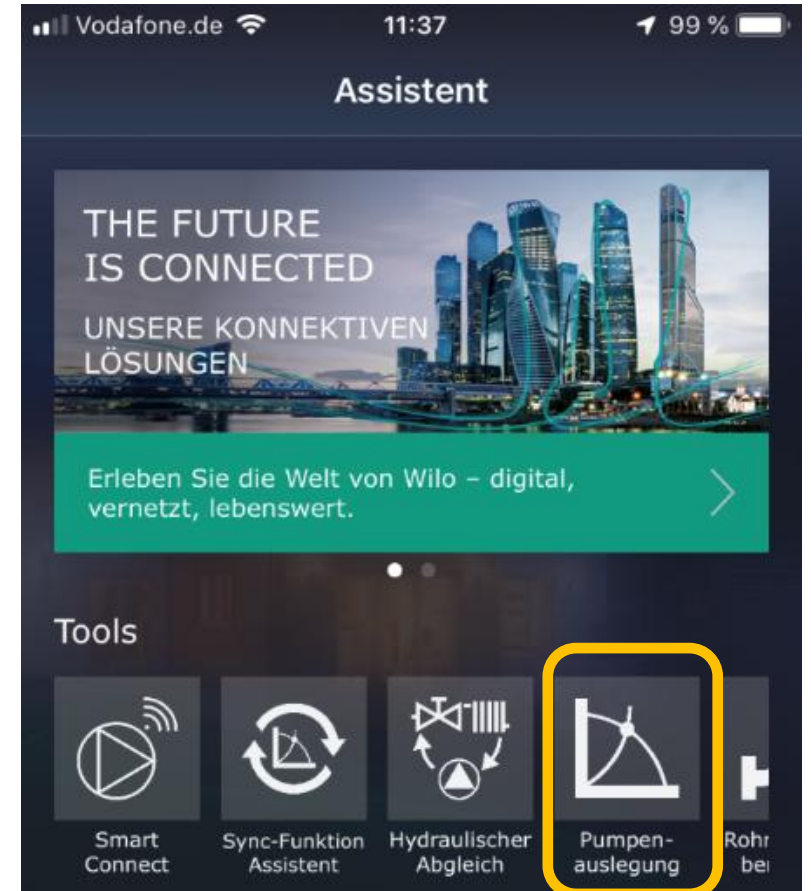 Vodafone.de 11:37 99 %
Assistent
THE FUTURE
IS CONNECTED
UNSERE KONNEKTIVEN
LÖSUNGEN
Erleben Sie die Welt von Wilo – digital,
vernetzt, lebenswert.
Tools
Smart
Connect
Sync-Funktion
Assistent
Hydraulischer
Abgleich
Pumpen-
auslegung